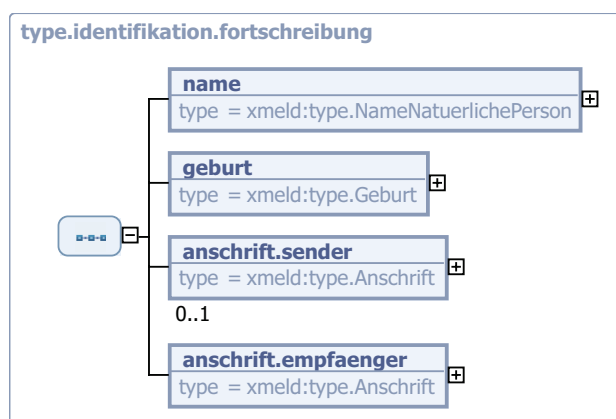 type.identifikation.fortschreibung
name
type = xmeld:type.NameNatuerlichePerson
geburt
type = xmeld:type.Geburt
anschrift.sender
type = xmeld:type.Anschrift
0..1
anschrift.empfaenger
type = xmeld:type.Anschrift